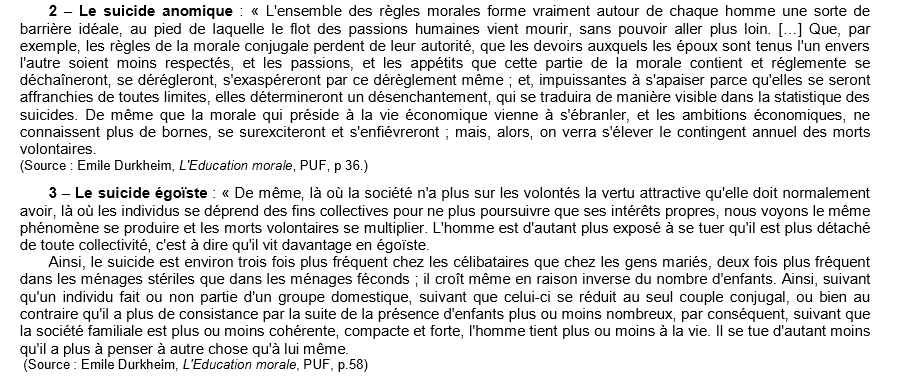 2 – Le suicide anomique : « L'ensemble des règles morales forme vraiment autour de chaque homme une sorte de
barrière idéale, au pied de laquelle le flot des passions humaines vient mourir, sans pouvoir aller plus loin. [...] Que, par
exemple, les règles de la morale conjugale perdent de leur autorité, que les devoirs auxquels les époux sont tenus l'un envers
l'autre soient moins respectés, et les passions, et les appétits que cette partie de la morale contient et réglemente se
déchaîneront, se dérégleront, s'exaspéreront par ce dérèglement même ; et, impuissantes à s'apaiser parce qu'elles se seront
affranchies de toutes limites, elles détermineront un désenchantement, qui se traduira de manière visible dans la statistique des
suicides. De même que la morale qui préside à la vie économique vienne à s'ébranler, et les ambitions économiques, ne
connaissent plus de bornes, se surexciteront et s'enfiévreront ; mais, alors, on verra s'élever le contingent annuel des morts
volontaires.
(Source : Emile Durkheim, L'Education morale, PUF, p 36.)
3 – Le suicide égoïste : « De même, là où la société n'a plus sur les volontés la vertu attractive qu'elle doit normalement
avoir, là où les individus se déprend des fins collectives pour ne plus poursuivre que ses intérêts propres, nous voyons le même
phénomène se produire et les morts volontaires se multiplier. L'homme est d'autant plus exposé à se tuer qu'il est plus détaché
de toute collectivité, c'est à dire qu'il vit davantage en égoïste.
Ainsi, le suicide est environ trois fois plus fréquent chez les célibataires que chez les gens mariés, deux fois plus fréquent
dans les ménages stériles que dans les ménages féconds ; il croît même en raison inverse du nombre d'enfants. Ainsi, suivant
qu'un individu fait ou non partie d'un groupe domestique, suivant que celui-ci se réduit au seul couple conjugal, ou bien au
contraire qu'il a plus de consistance par la suite de la présence d'enfants plus ou moins nombreux, par conséquent, suivant que
la société familiale est plus ou moins cohérente, compacte et forte, l'homme tient plus ou moins à la vie. Il se tue d'autant moins
qu'il a plus à penser à autre chose qu'à lui même.
(Source : Emile Durkheim, L'Education morale, PUF, p.58)